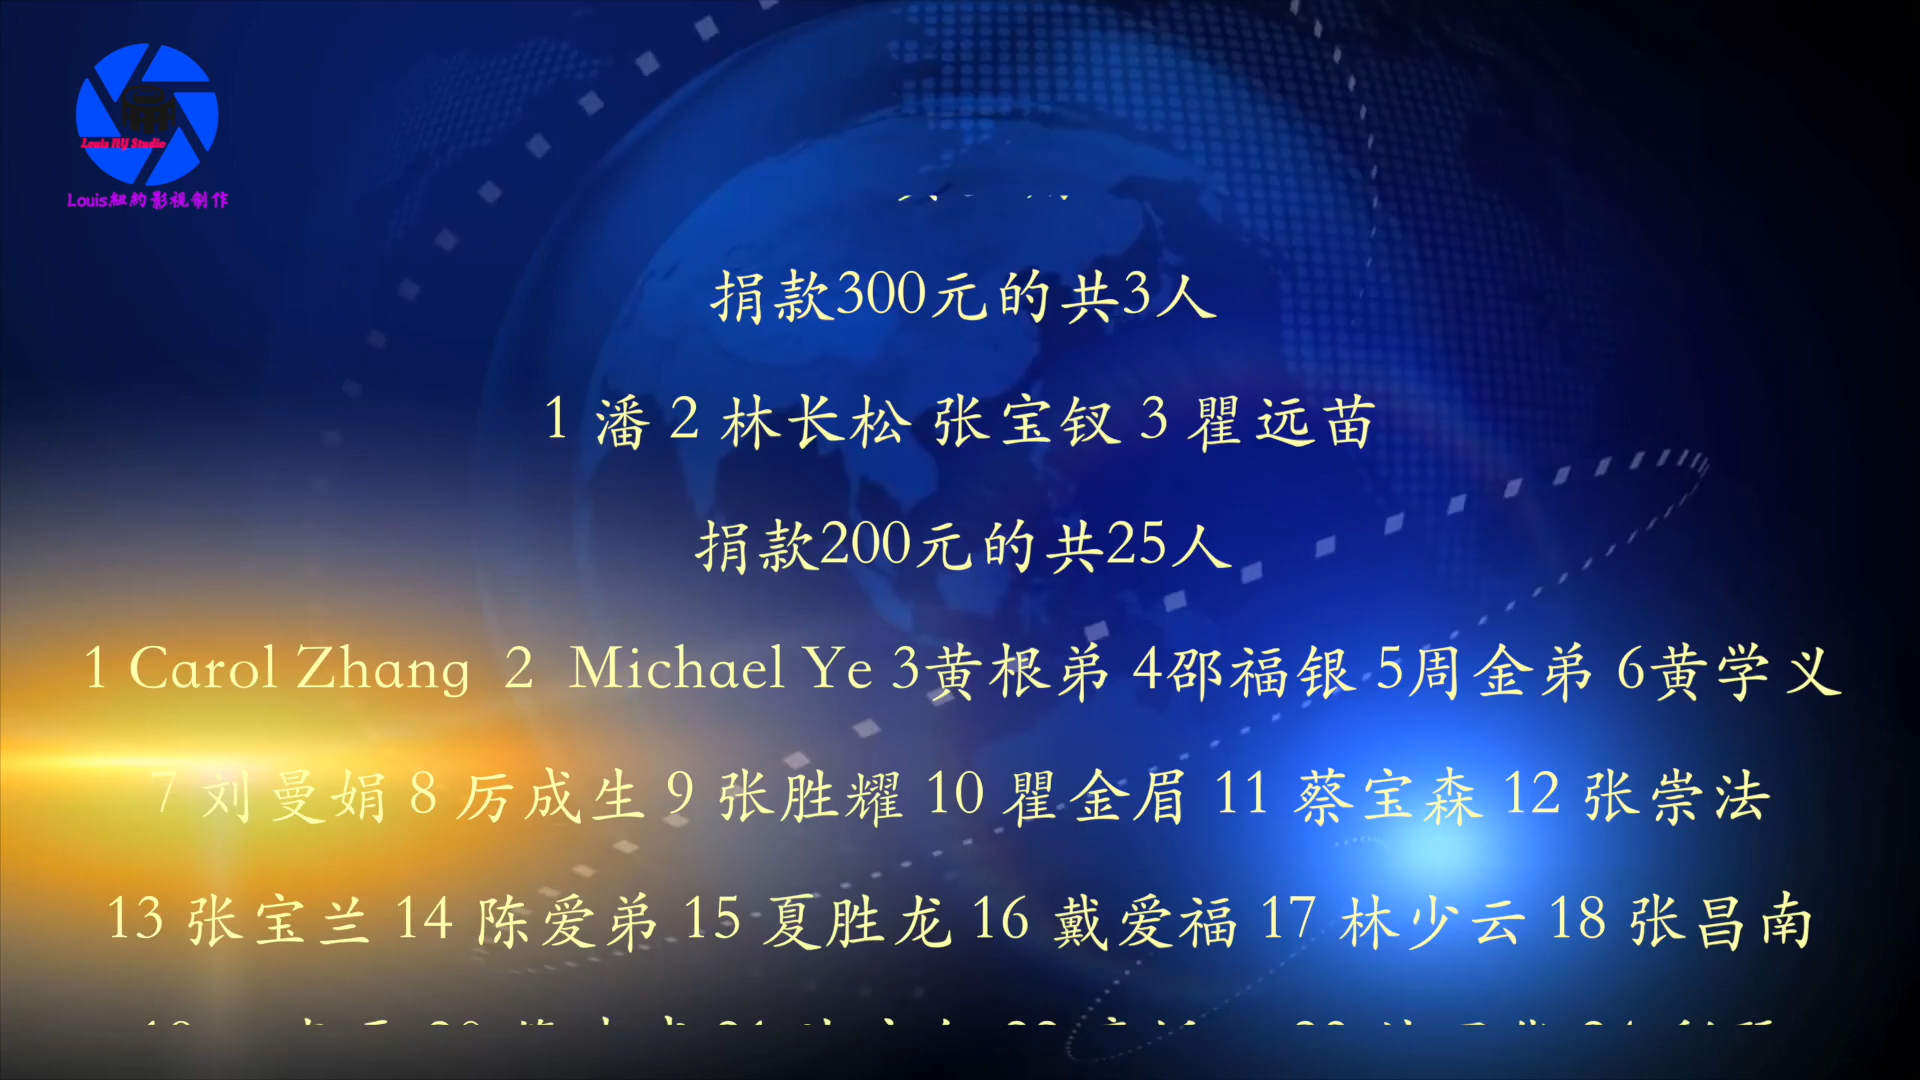 Louis NY Studio
Louis紐約影视制作
捐款300元的共3人
1 潘 2 林长松 张宝钗 3 瞿远苗
捐款200元的共25人
1 Carol Zhang 2 Michael Ye 3黄根弟 4邵福银 5周金弟 6黄学义
7 刘曼娟 8 厉成生 9 张胜耀 10 瞿金眉 11 蔡宝森 12 张崇法
13 张宝兰 14 陈爱弟 15 夏胜龙 16 戴爱福 17 林少云 18 张昌南